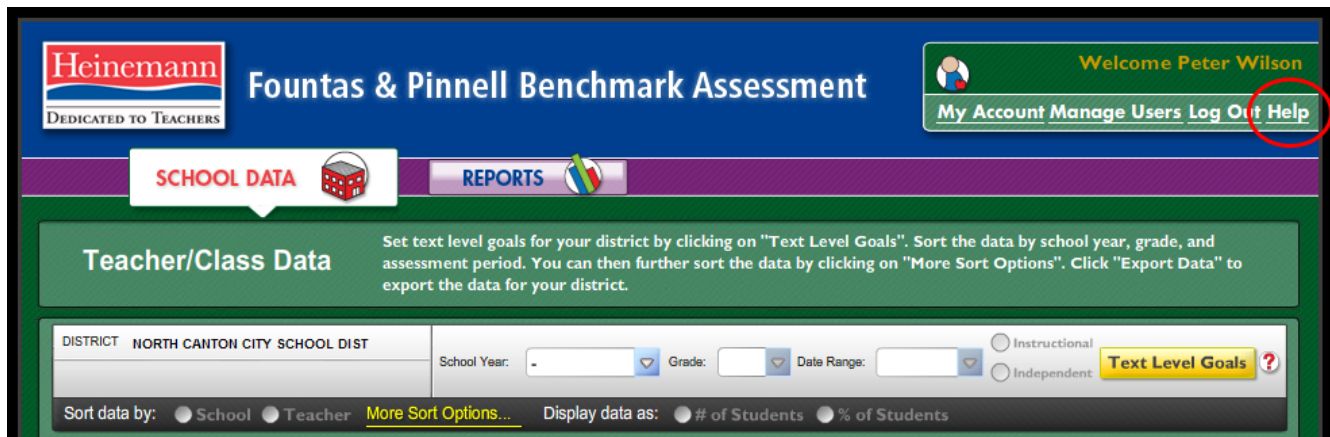 Heinemann
DEDICATED TO TEACHERS
Fountas & Pinnell Benchmark Assessment
Welcome Peter Wilson
My Account Manage Users Log Out Help
SCHOOL DATA
REPORTS
Teacher/Class Data
Set text level goals for your district by clicking on "Text Level Goals". Sort the data by school year, grade, and
assessment period. You can then further sort the data by clicking on "More Sort Options". Click "Export Data" to
export the data for your district.
DISTRICT NORTH CANTON CITY SCHOOL DIST
School Year: - Grade: Date Range:
Instructional
Independent
Text Level Goals ?
Sort data by: School Teacher More Sort Options... Display data as: # of Students % of Students